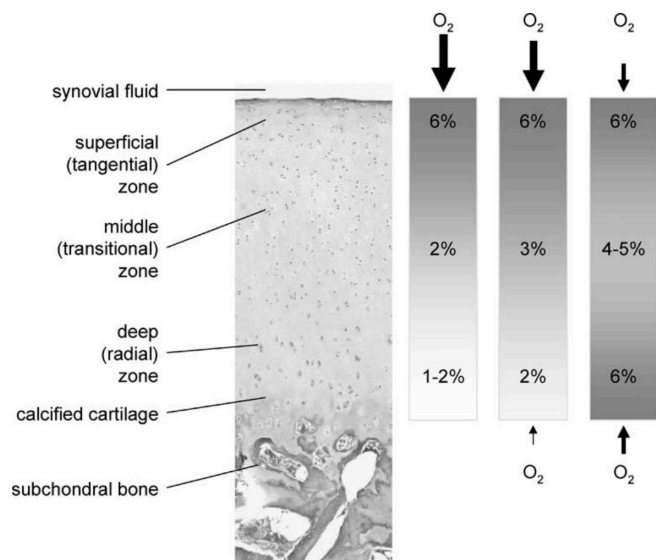 O₂ O₂ O₂
synovial fluid
superficial
(tangential)
zone
middle
(transitional)
zone
deep
(radial)
zone
calcified cartilage
subchondral bone
6% 6% 6%
2% 3% 4-5%
1-2% 2% 6%
O₂ O₂